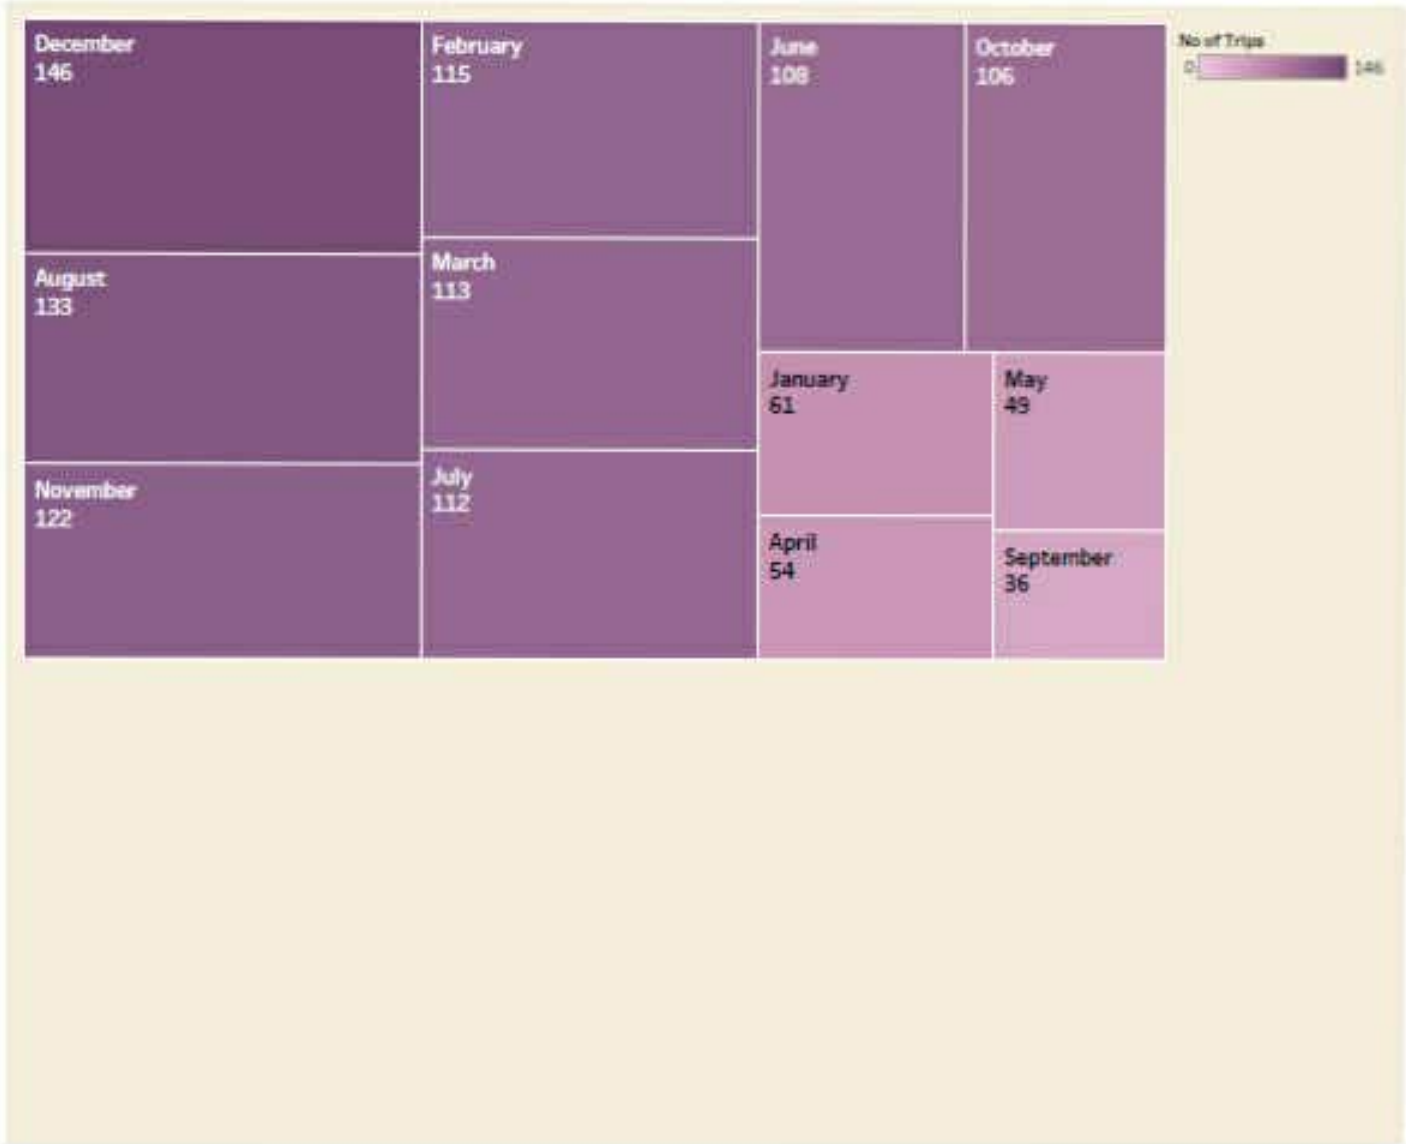 December
146
August
133
November
122
February
115
March
113
July
112
June
108
October
106
January
61
April
54
May
49
September
36
No of Trips
0
146